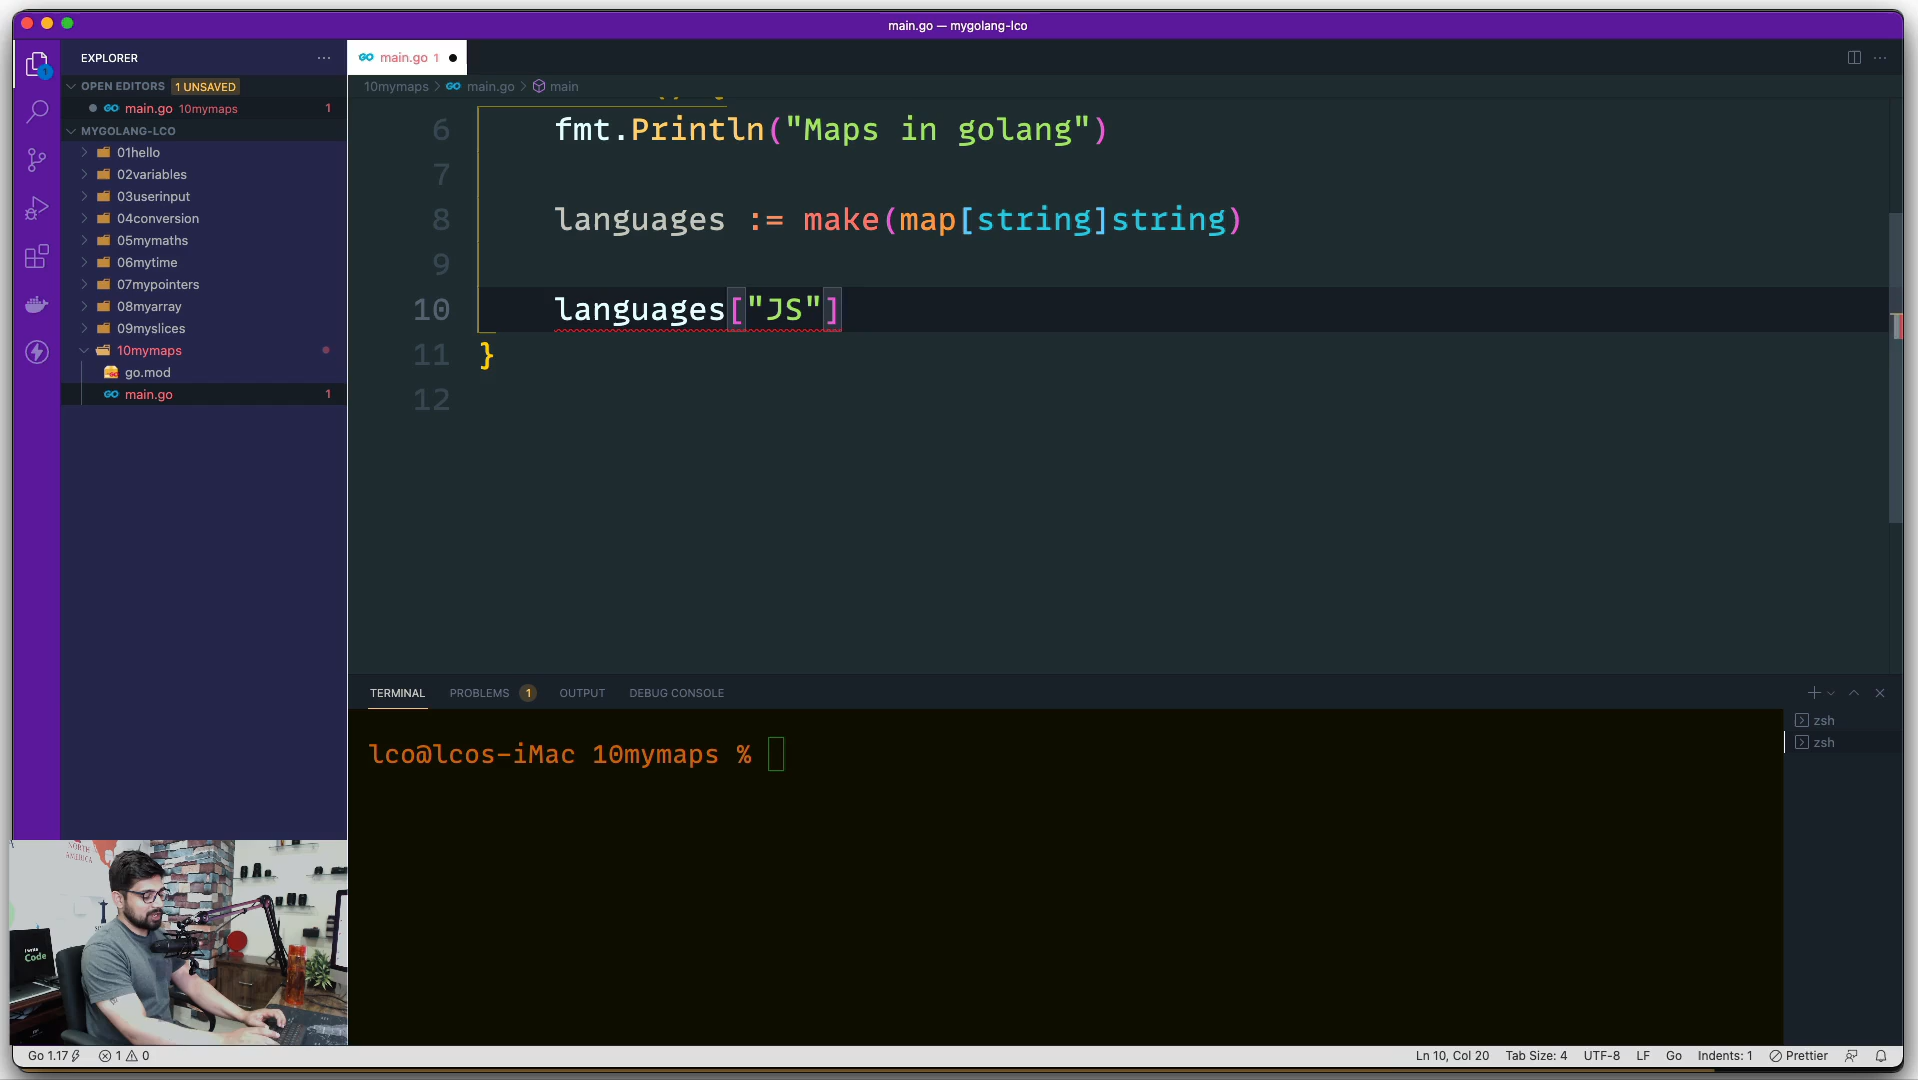 main.go — mygolang-lco
EXPLORER
main.go 1
OPEN EDITORS 1 UNSAVED
main.go 10mymaps 1
MYGOLANG-LCO
01hello
02variables
03userinput
04conversion
05mymaths
06mytime
07mypointers
08myarray
09myslices
10mymaps
go.mod
main.go 1
10mymaps > main.go > main
6 fmt.Println("Maps in golang")
7
8 languages := make(map[string]string)
9
10 languages["JS"]
11 }
12
TERMINAL PROBLEMS 1 OUTPUT DEBUG CONSOLE
zsh
zsh
lco@lcos-iMac 10mymaps %
NORTH
AMERICA
I write
Code
Go 1.17 1 0
Ln 10, Col 20 Tab Size: 4 UTF-8 LF Go Indents: 1 Prettier